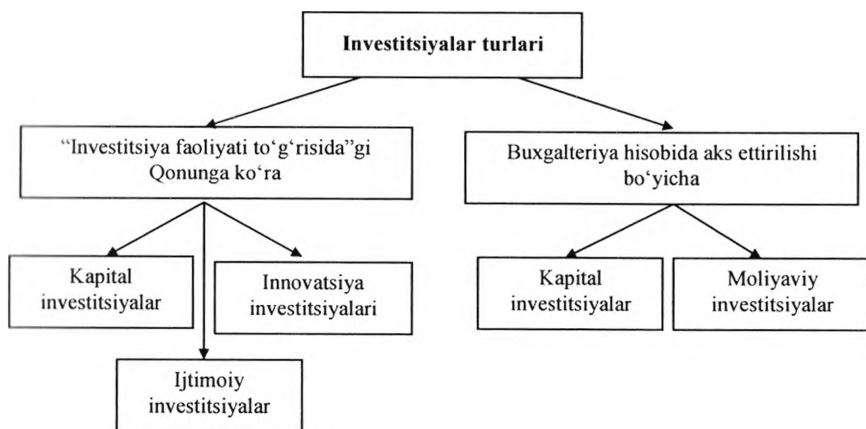 Investitsiyalar turlari
“Investitsiya faoliyati to‘g‘risida”gi
Qonunga ko‘ra
Buxgalteriya hisobida aks ettirilishi
bo‘yicha
Kapital
investitsiyalar
Innovatsiya
investitsiyalari
Kapital
investitsiyalar
Moliyaviy
investitsiyalar
Ijtimoiy
investitsiyalar